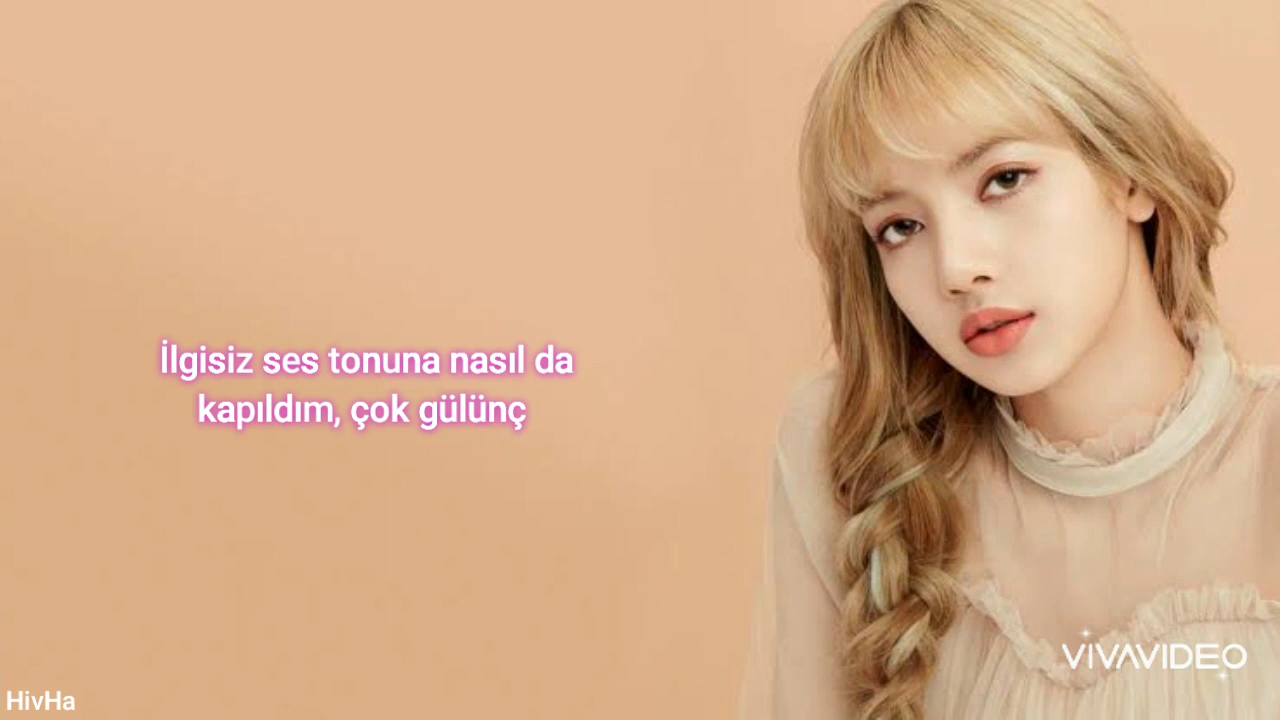 İlgisiz ses tonuna nasıl da
kapıldım, çok gülünç
VIVAVIDEO
HivHa